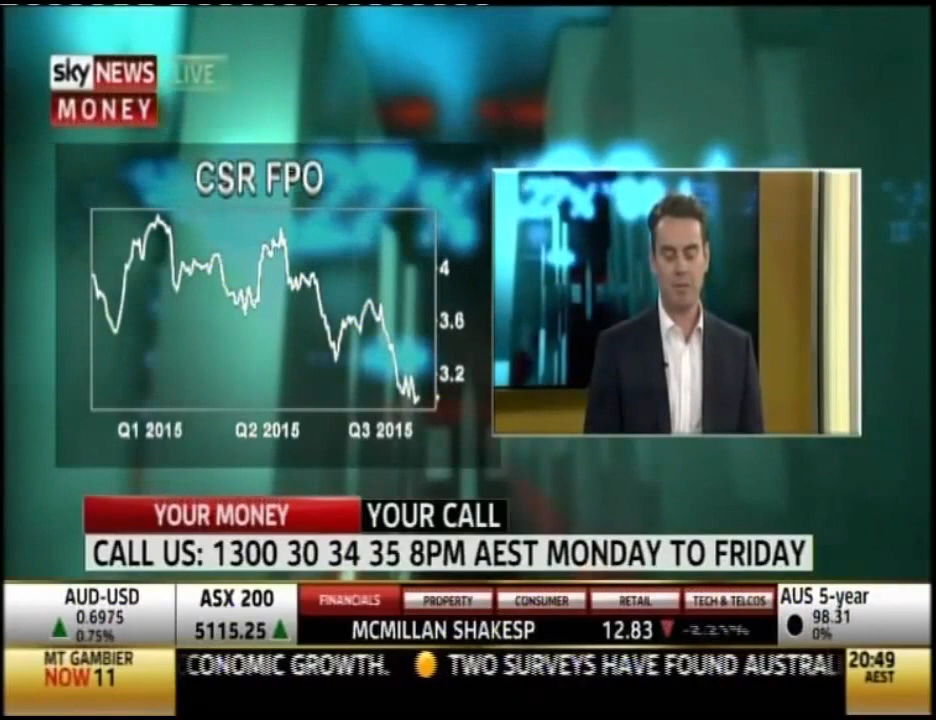 sky NEWS LIVE
MONEY
CSR FPO
4
3.6
3.2
Q1 2015 Q2 2015 Q3 2015
YOUR MONEY YOUR CALL
CALL US: 1300 30 34 35 8PM AEST MONDAY TO FRIDAY
AUD-USD
0.6975
0.75%
ASX 200
5115.25
FINANCIALS PROPERTY CONSUMER RETAIL TECH & TELCOS
MCMILLAN SHAKESP 12.83 -2.21%
AUS 5-year
98.31
0%
MT GAMBIER
NOW 11
CONOMIC GROWTH. TWO SURVEYS HAVE FOUND AUSTRAL
20:49
AEST